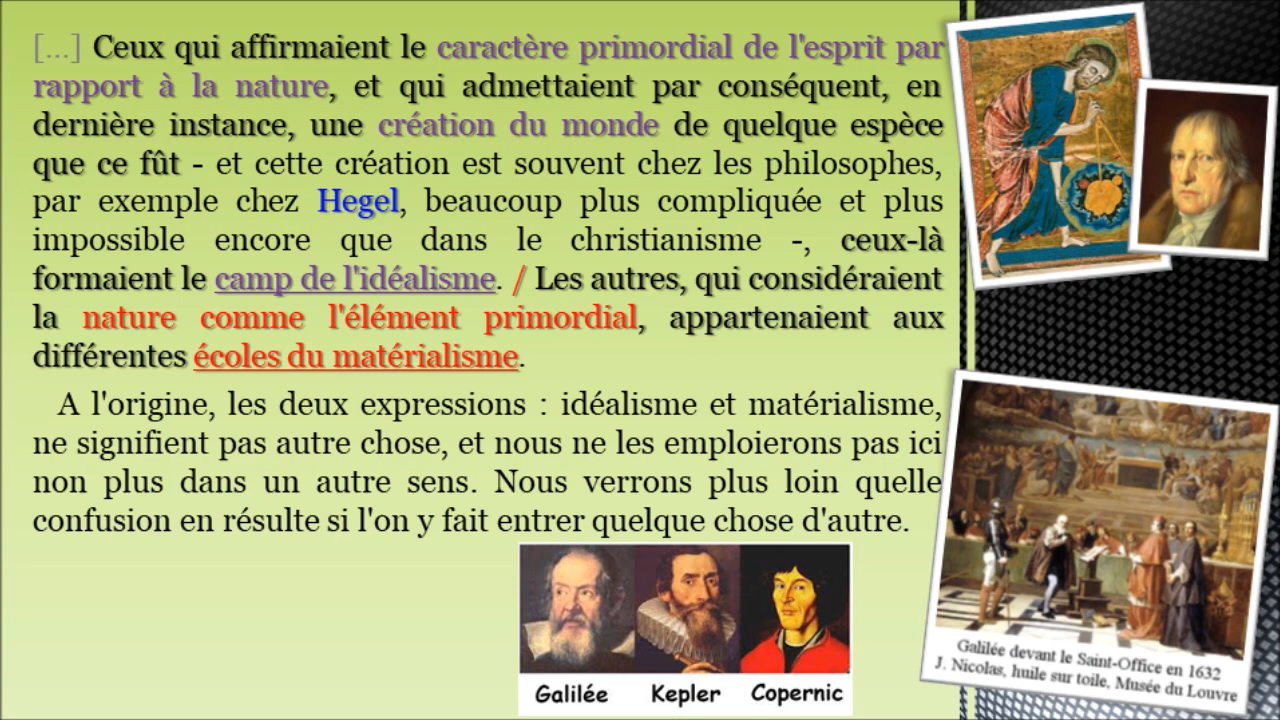 [...] Ceux qui affirmaient le caractère primordial de l'esprit par
rapport à la nature, et qui admettaient par conséquent, en
dernière instance, une création du monde de quelque espèce
que ce fût - et cette création est souvent chez les philosophes,
par exemple chez Hegel, beaucoup plus compliquée et plus
impossible encore que dans le christianisme -, ceux-là
formaient le camp de l'idéalisme. / Les autres, qui considéraient
la nature comme l'élément primordial, appartenaient aux
différentes écoles du matérialisme.
A l'origine, les deux expressions : idéalisme et matérialisme,
ne signifient pas autre chose, et nous ne les emploierons pas ici
non plus dans un autre sens. Nous verrons plus loin quelle
confusion en résulte si l'on y fait entrer quelque chose d'autre.
Galilée Kepler Copernic
Galilée devant le Saint-Office en 1632
J. Nicolas, huile sur toile, Musée du Louvre